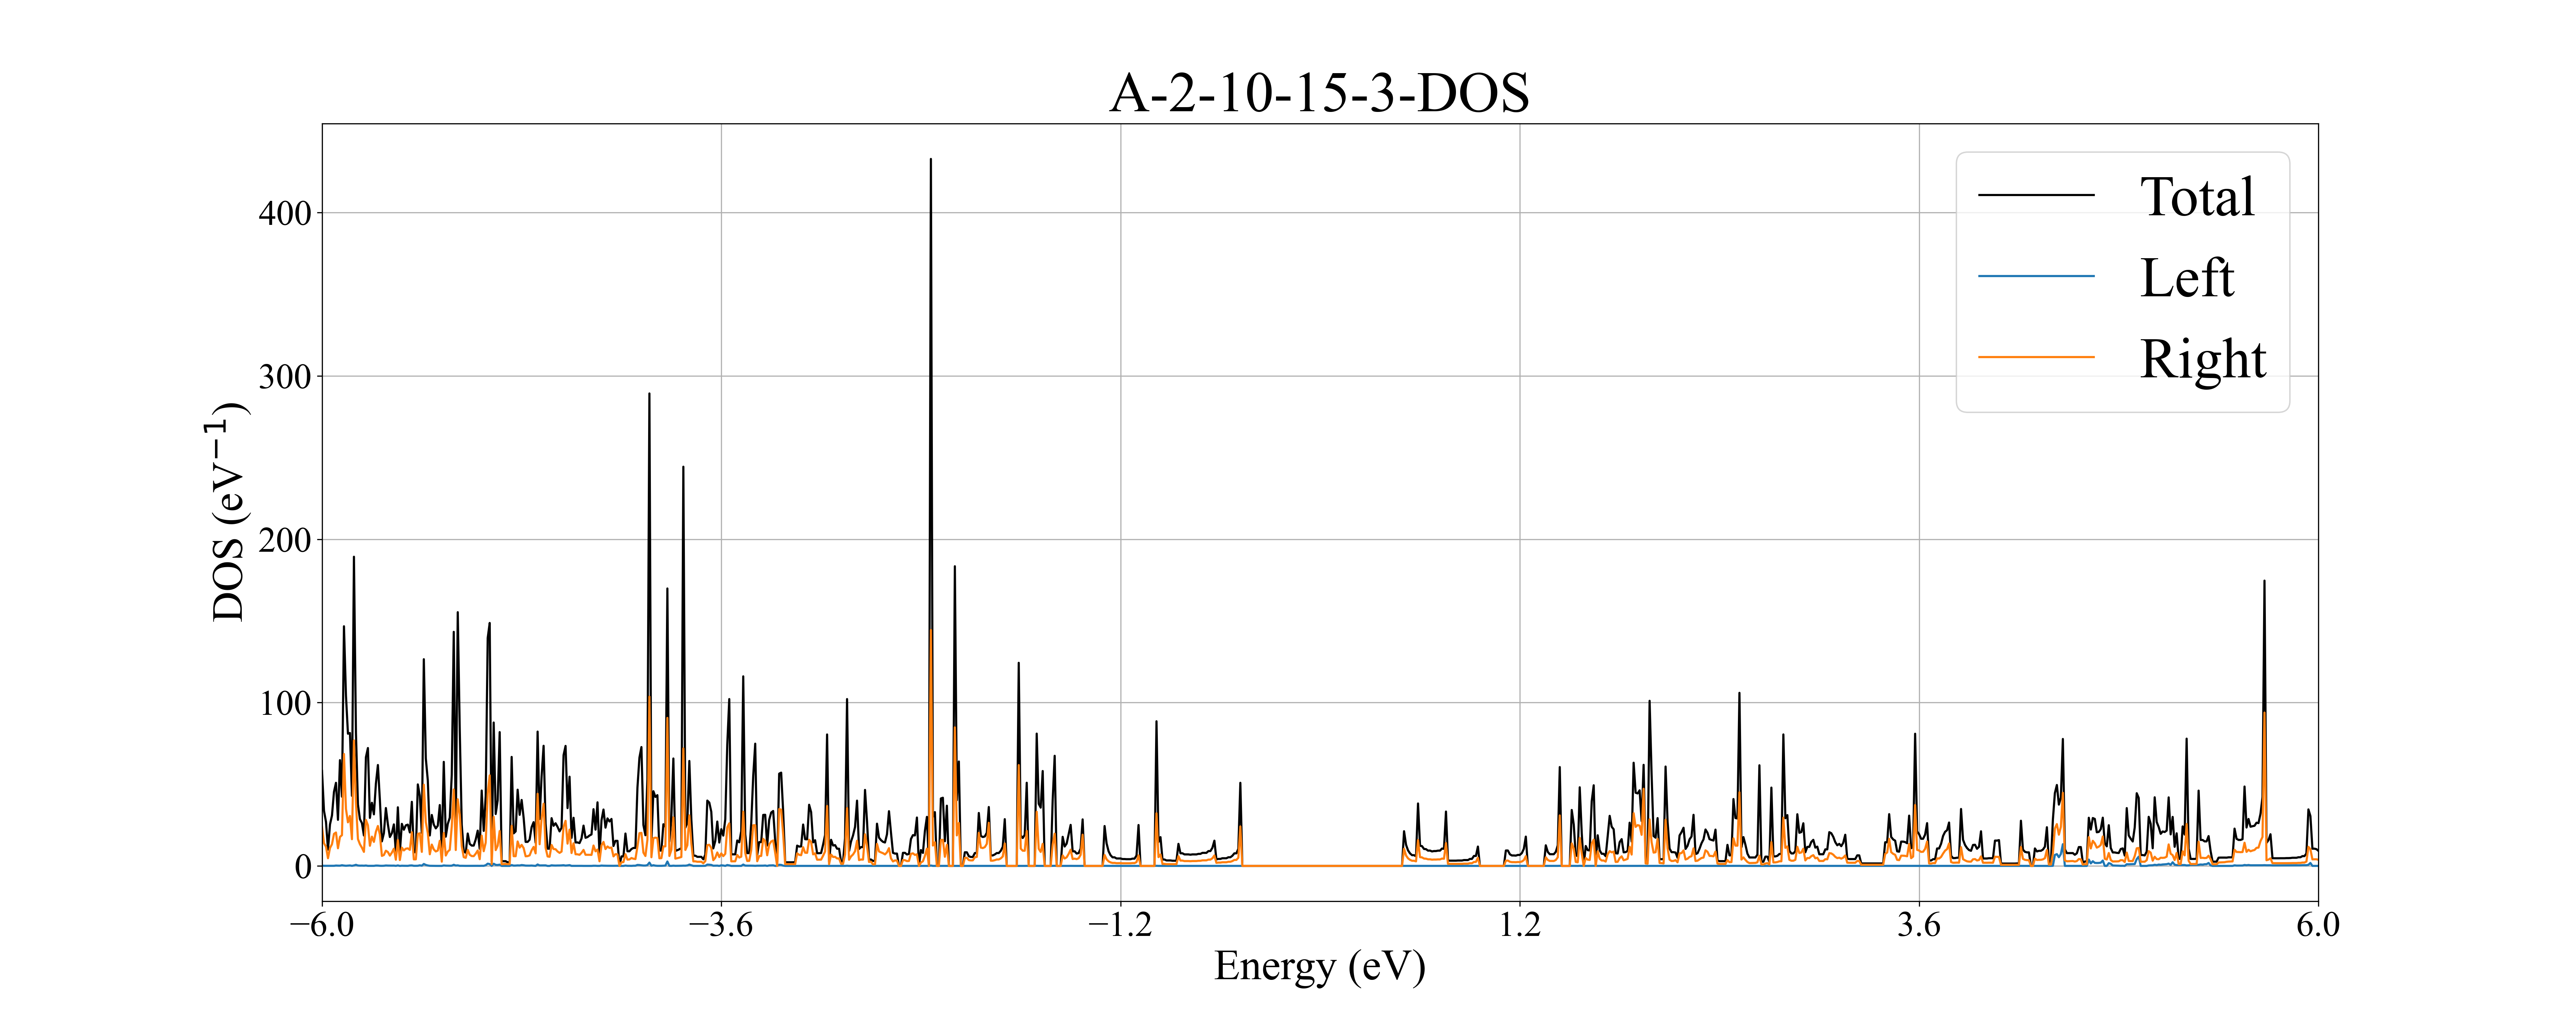 A-2-10-15-3-DOS
Total
Left
Right
DOS (eV⁻¹)
400
300
200
100
0
−6.0
−3.6
−1.2
1.2
3.6
6.0
Energy (eV)